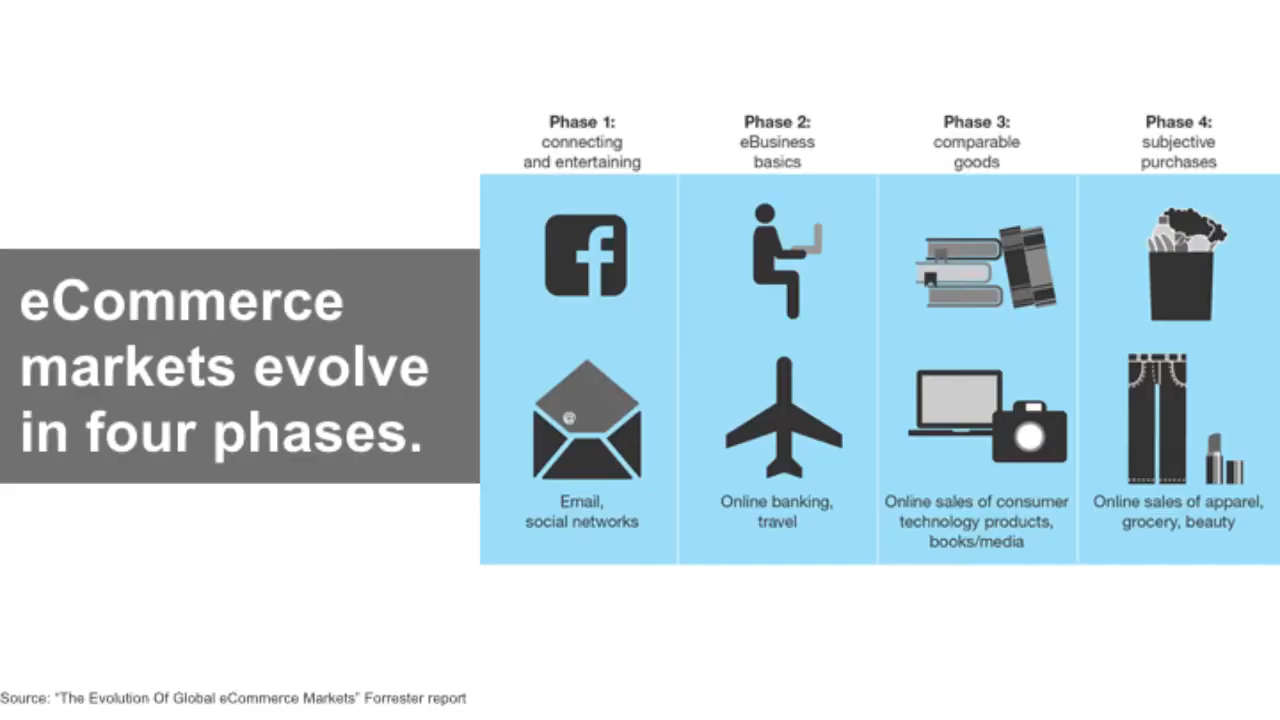 eCommerce
markets evolve
in four phases.
Phase 1:
connecting
and entertaining
Phase 2:
eBusiness
basics
Phase 3:
comparable
goods
Phase 4:
subjective
purchases
@
Email,
social networks
Online banking,
travel
Online sales of consumer
technology products,
books/media
Online sales of apparel,
grocery, beauty
Source: “The Evolution Of Global eCommerce Markets” Forrester report